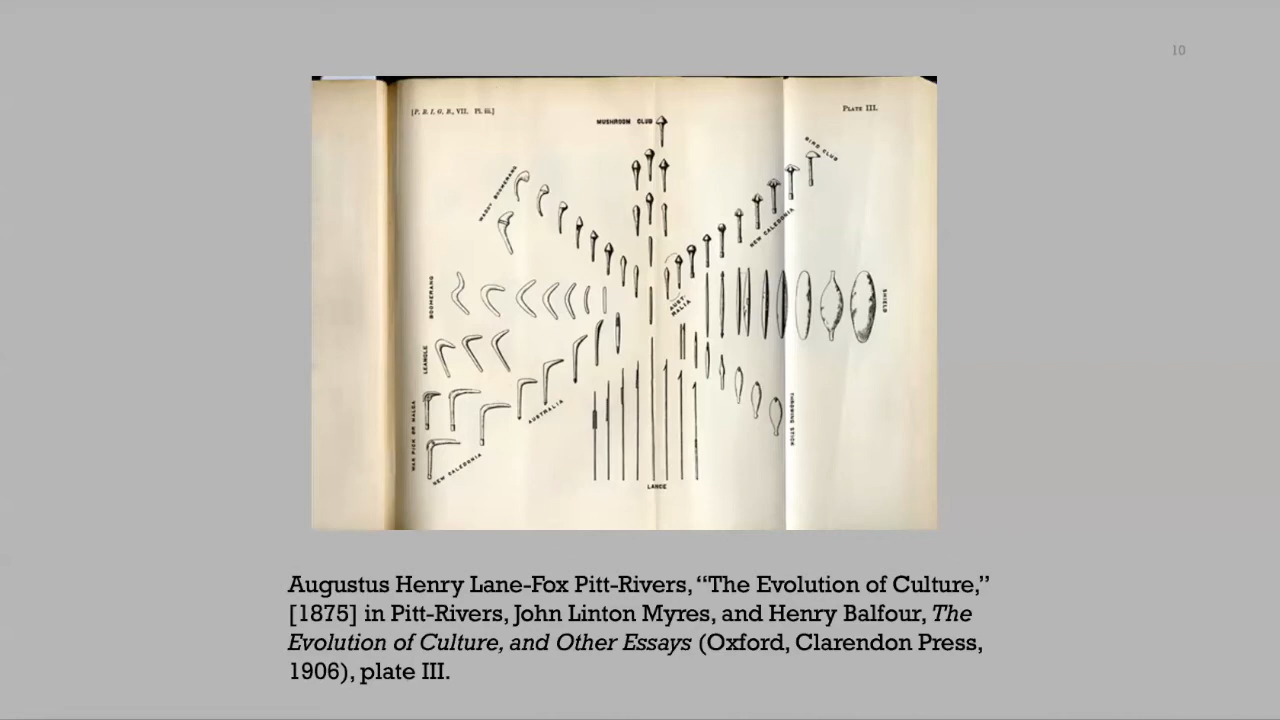 10
[P. R. I. G. B., VII. Pl. iii.]
PLATE III.
MUSHROOM CLUB
BIRD CLUB
WADDY BOOMERANG
NEW CALEDONIA
BOOMERANG
AUST-
RALIA
SHIELD
LEANGLE
AUSTRALIA
THROWING STICK
WAR PICK OR MALGA
NEW CALEDONIA
LANCE
Augustus Henry Lane-Fox Pitt-Rivers, “The Evolution of Culture,”
[1875] in Pitt-Rivers, John Linton Myres, and Henry Balfour, The
Evolution of Culture, and Other Essays (Oxford, Clarendon Press,
1906), plate III.